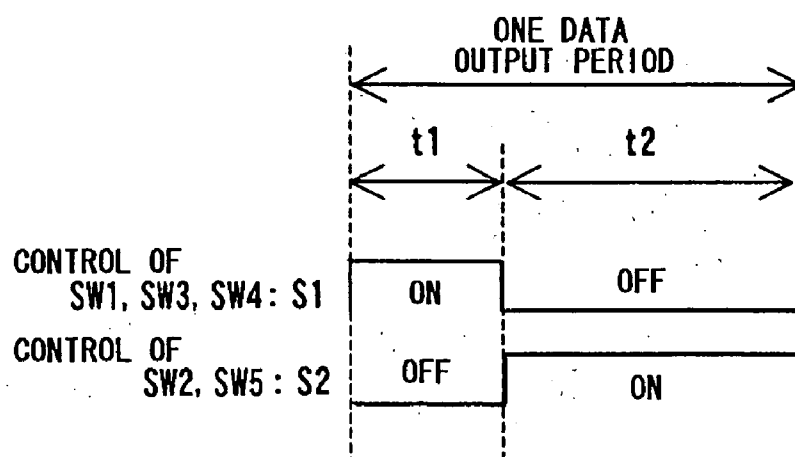 ONE DATA
OUTPUT PERIOD
t1 t2
CONTROL OF
SW1, SW3, SW4 : S1 ON OFF
CONTROL OF
SW2, SW5 : S2 OFF ON